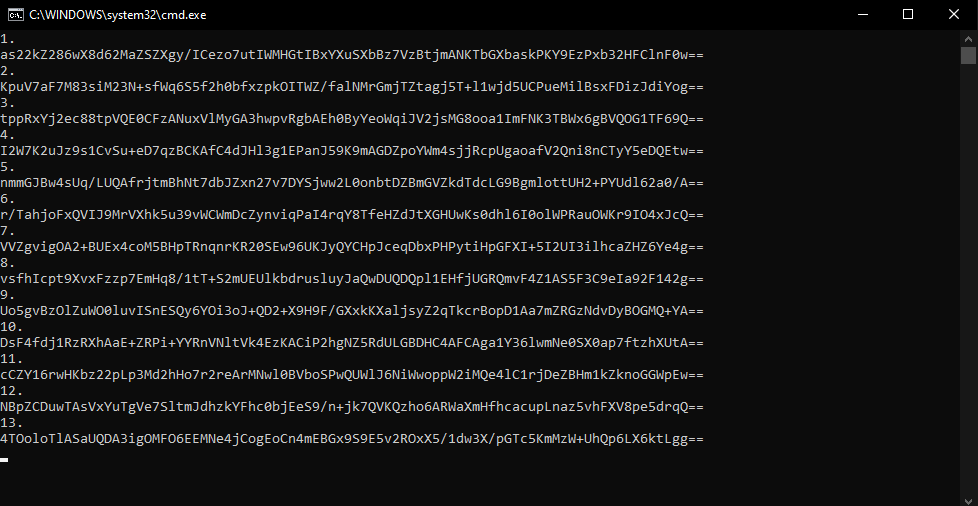 C:\WINDOWS\system32\cmd.exe
1.
as22kZ286wX8d62MaZSZXgy/ICezo7utIWMHGtIBxYXuSXbBz7VzBtjmANKTbGXbaskPKY9EzPxb32HFClnF0w==
2.
KpuV7aF7M83siM23N+sfWq6S5f2h0bfxzpkOITWZ/falNMrGmjTZtagj5T+l1wjd5UCPueMilBsxFDizJdiYog==
3.
tppRxYj2ec88tpVQE0CFzANuxVlMyGA3hwpvRgbAEh0ByYeoWqiJV2jsMG8ooa1ImFNK3TBWx6gBVQOG1TF69Q==
4.
I2W7K2uJz9s1CvSu+eD7qzBCKAfC4dJHl3g1EPanJ59K9mAGDZpoYWm4sjjRcpUgaoafV2Qni8nCTyY5eDQEtw==
5.
nmmGJBw4sUq/LUQAfrjtmBhNt7dbJZxn27v7DYSjww2L0onbtDZBmGVZkdTdcLG9BgmlottUH2+PYUdl62a0/A==
6.
r/TahjoFxQVIJ9MrVXhk5u39vWCWmDcZynviqPaI4rqY8TfeHZdJtXGHUwKs0dhl6I0olWPRauOWKr9IO4xJcQ==
7.
VVZgvigOA2+BUEx4coM5BHpTRnqnrKR20SEw96UKJyQYCHpJceqDbxPHPytiHpGFXI+5I2UI3ilhcaZHZ6Ye4g==
8.
vsfhIcpt9XvxFzzp7EmHq8/1tT+S2mUEUlkbdrusluyJaQwDUQDQpl1EHfjUGRQmvF4Z1AS5F3C9eIa92F142g==
9.
Uo5gvBzOlZuWO0luvISnESQy6YOi3oJ+QD2+X9H9F/GXxkKXaljsyZ2qTkcrBopD1Aa7mZRGzNdvDyBOGMQ+YA==
10.
DsF4fdj1RzRXhAaE+ZRPi+YYRnVNltVk4EzKACiP2hgNZ5RdULGBDHC4AFCAga1Y36lwmNe0SX0ap7ftzhXUtA==
11.
cCZY16rwHKbz22pLp3Md2hHo7r2reArMNwl0BVboSPwQUWlJ6NiWwoppW2iMQe4lC1rjDeZBHm1kZknoGGWpEw==
12.
NBpZCDuwTAsVxYuTgVe7SltmJdhzkYFhc0bjEeS9/n+jk7QVKQzho6ARWaXmHfhcacupLnaz5vhFXV8pe5drqQ==
13.
4TOoloTlASaUQDA3igOMFO6EEMNe4jCogEoCn4mEBGx9S9E5v2ROxX5/1dw3X/pGTc5KmMzW+UhQp6LX6ktLgg==